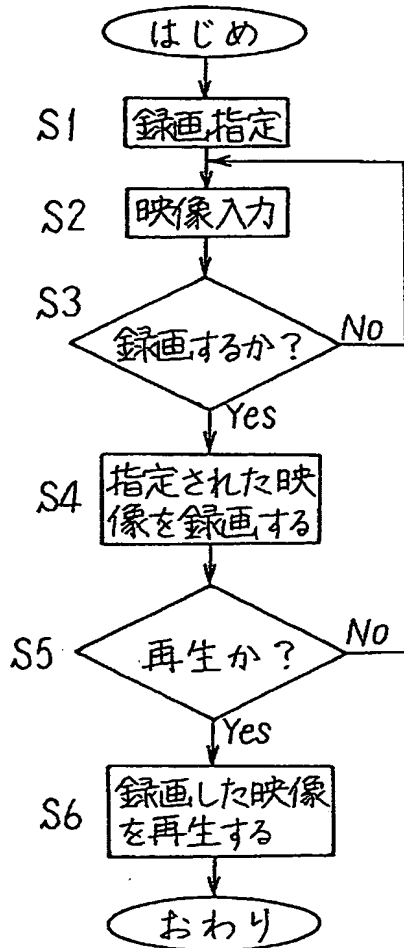 はじめ
S1
録画指定
S2
映像入力
S3
録画するか?
No
Yes
S4
指定された映
像を録画する
S5
再生か?
No
Yes
S6
録画した映像
を再生する
おわり